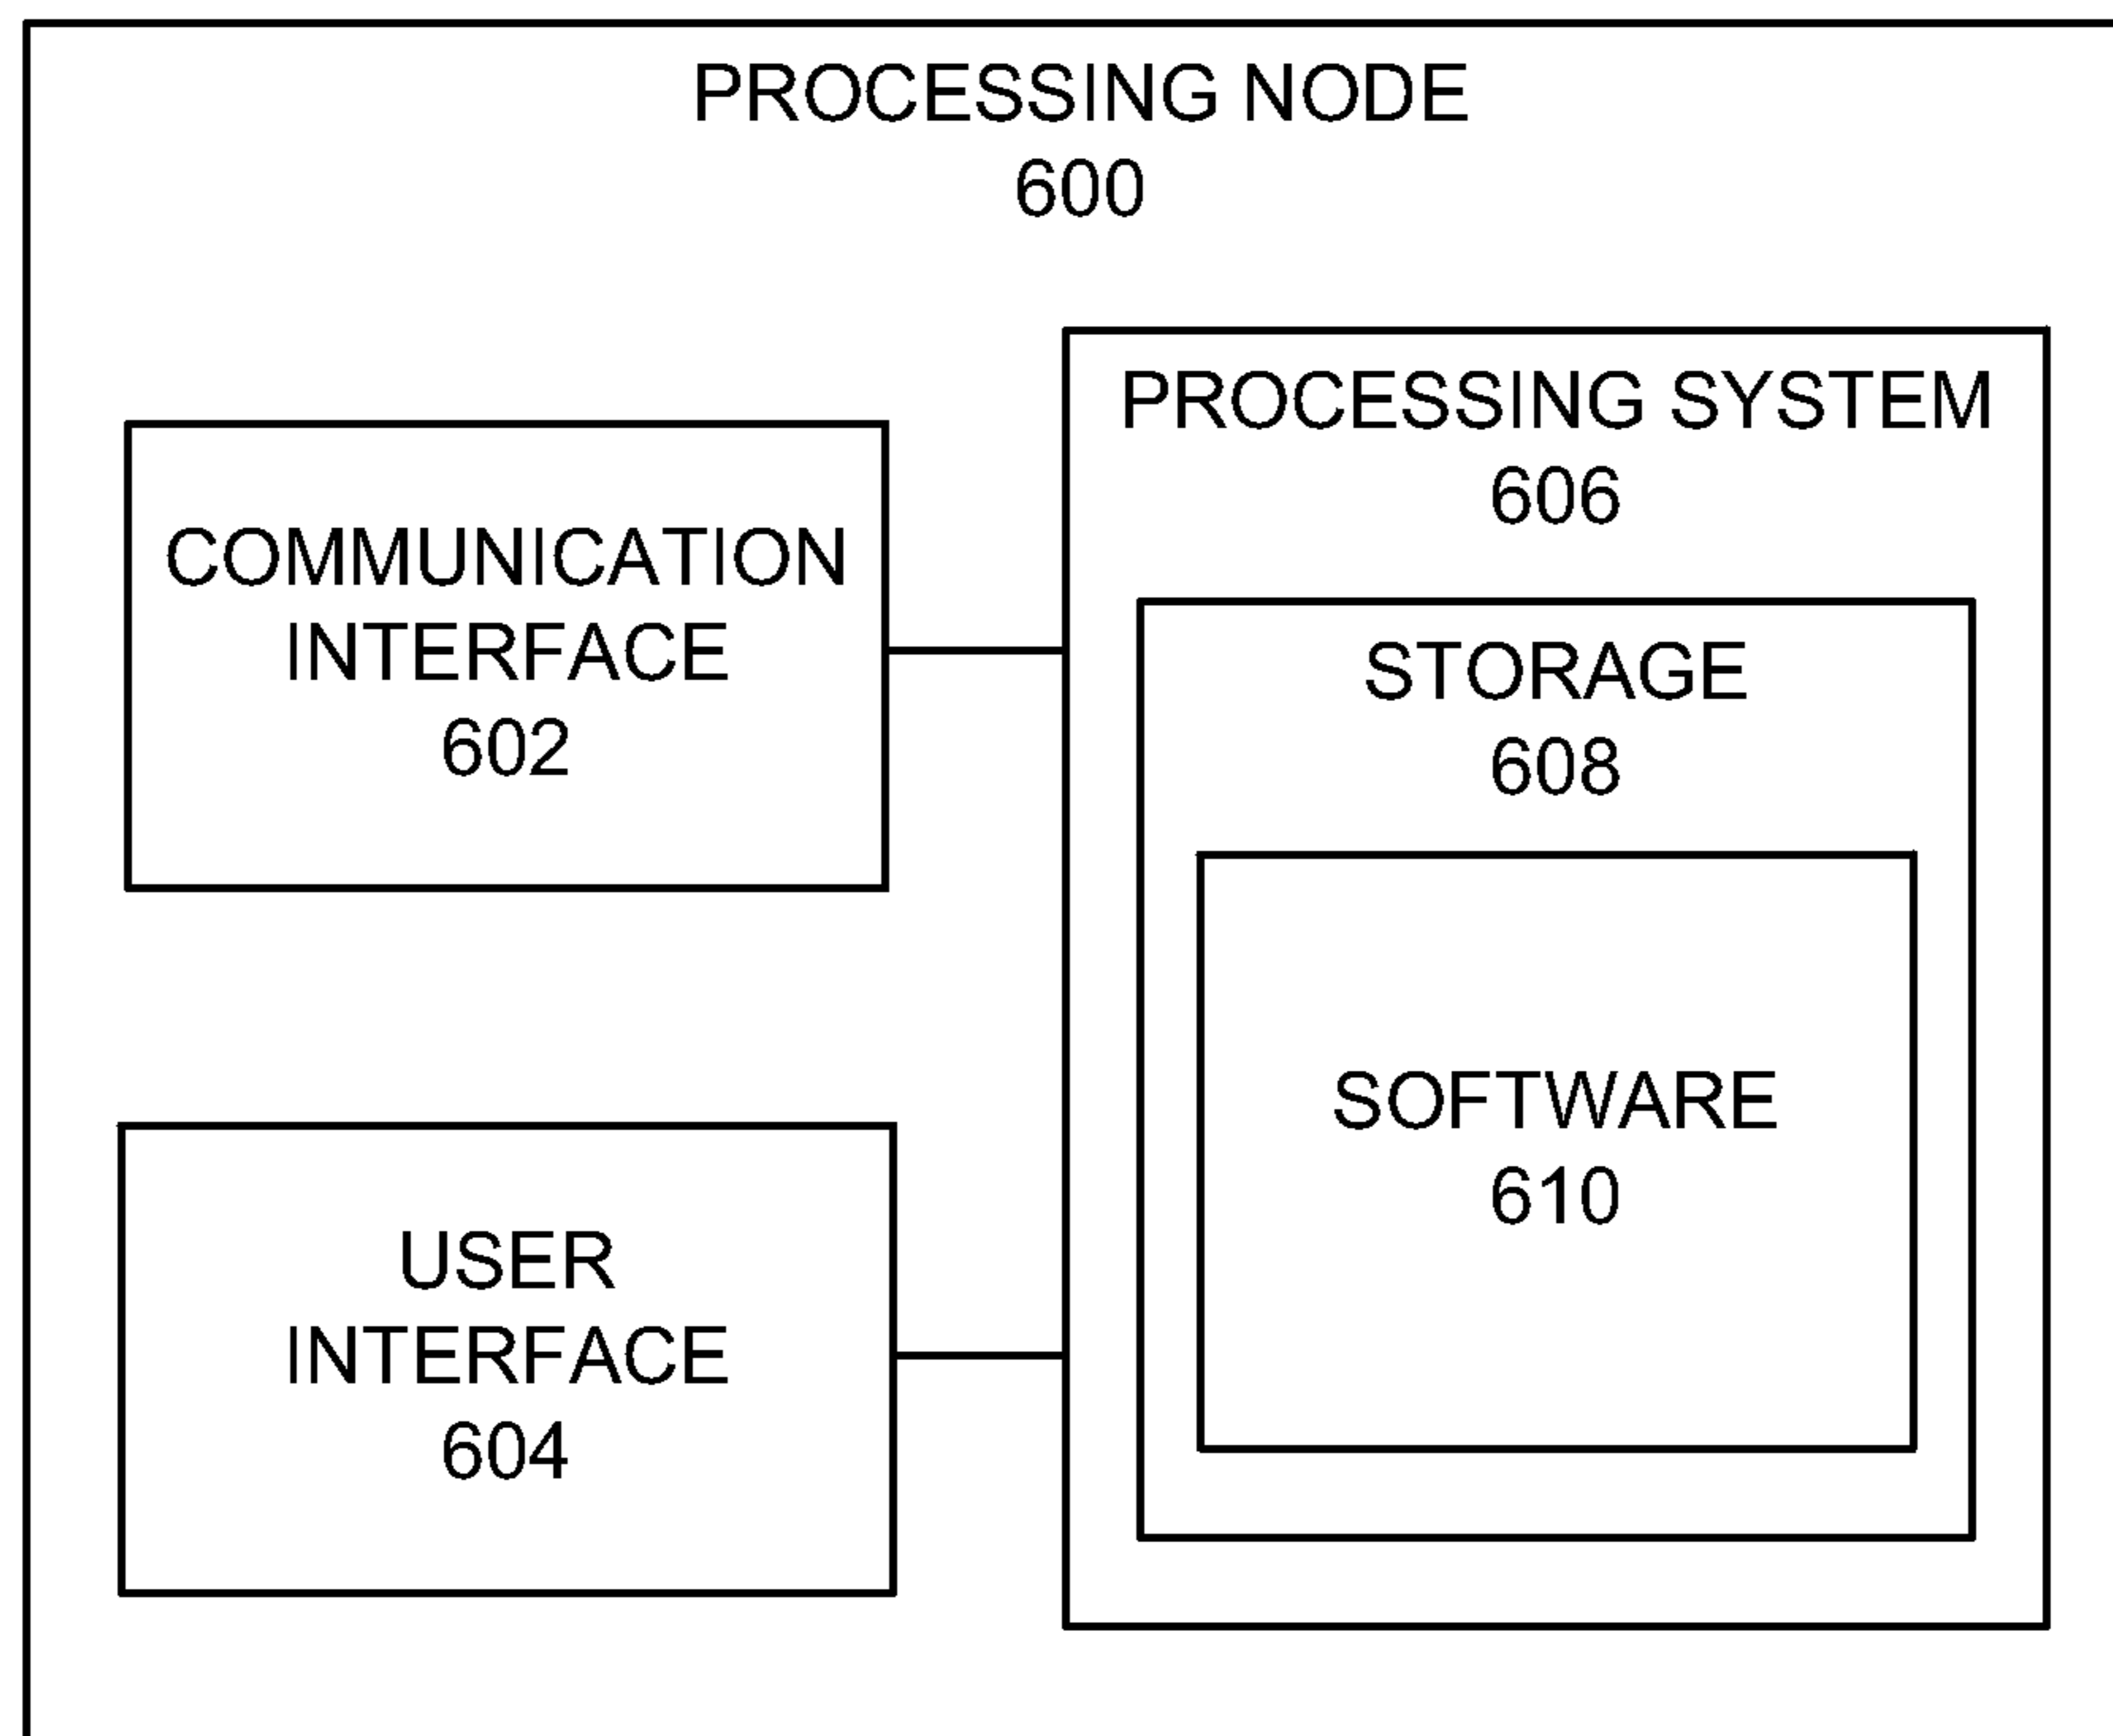 PROCESSING NODE
600
PROCESSING SYSTEM
606
COMMUNICATION
INTERFACE
602
STORAGE
608
SOFTWARE
610
USER
INTERFACE
604